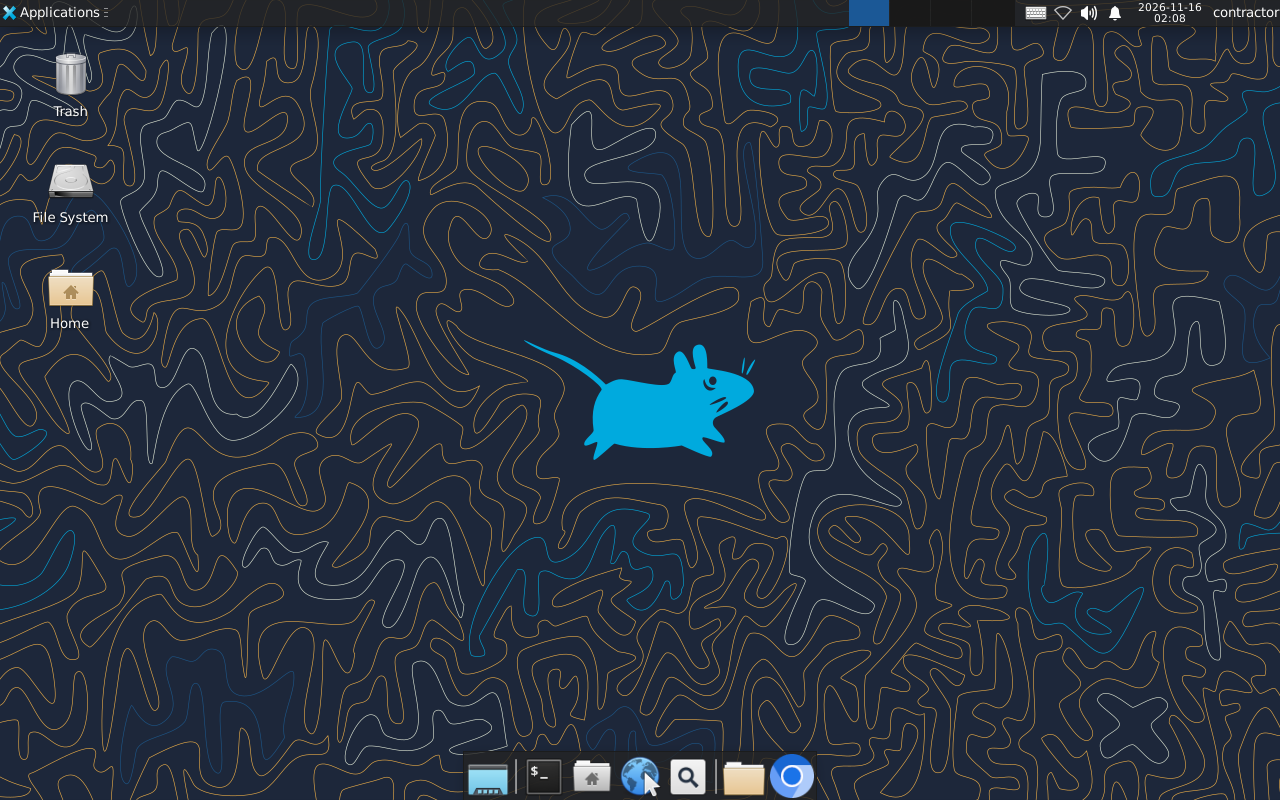 Applications
2026-11-16
02:08
contractor
Trash
File System
Home
$_